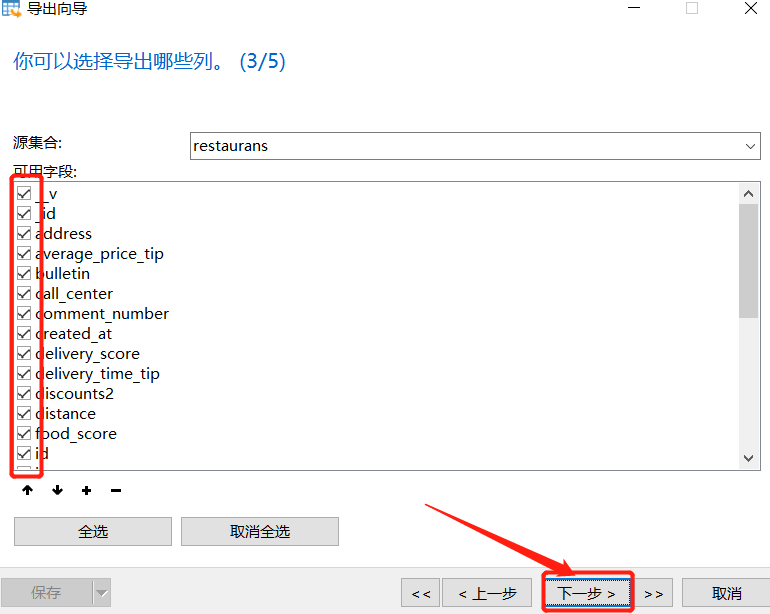 导出向导
你可以选择导出哪些列。 (3/5)
源集合:
restaurans
可用字段:
__v
_id
address
average_price_tip
bulletin
call_center
comment_number
created_at
delivery_score
delivery_time_tip
discounts2
distance
food_score
id
全选 取消全选
保存 << < 上一步 下一步 > >> 取消